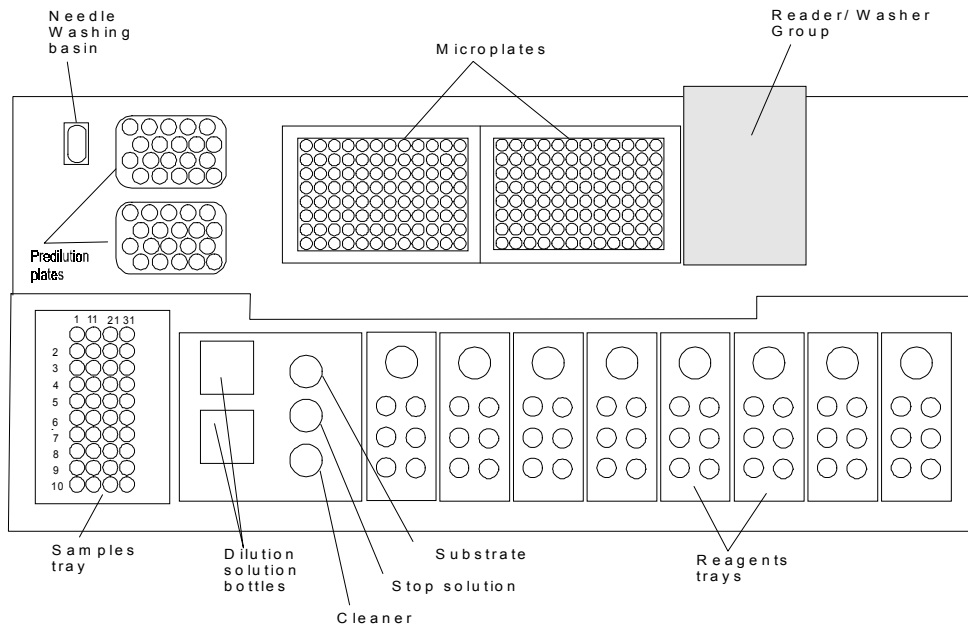 Needle
Washing
basin
Microplates
Reader/ Washer
Group
Predilution
plates
1 11 21 31
2
3
4
5
6
7
8
9
10
Samples
tray
Dilution
solution
bottles
Substrate
Stop solution
Cleaner
Reagents
trays